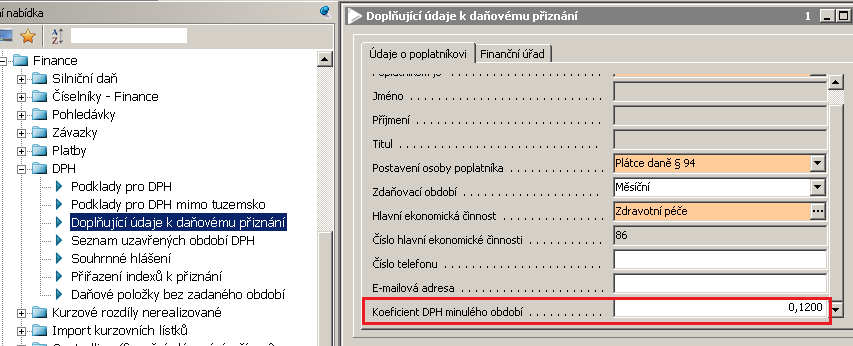 ní nabídka
Finance
Silniční daň
Číselníky - Finance
Pohledávky
Závazky
Platby
DPH
Podklady pro DPH
Podklady pro DPH mimo tuzemsko
Doplňující údaje k daňovému přiznání
Seznam uzavřených období DPH
Souhrnné hlášení
Přiřazení indexů k přiznání
Daňové položky bez zadaného období
Kurzové rozdíly nerealizované
Import kurzovních lístků
Doplňující údaje k daňovému přiznání 1
Údaje o poplatníkovi Finanční úřad
Poplatníkem je
Jméno
Příjmení
Titul
Postavení osoby poplatníka Plátce daně § 94
Zdaňovací období Měsíční
Hlavní ekonomická činnost Zdravotní péče
Číslo hlavní ekonomické činnosti 86
Číslo telefonu
E-mailová adresa
Koeficient DPH minulého období 0,1200